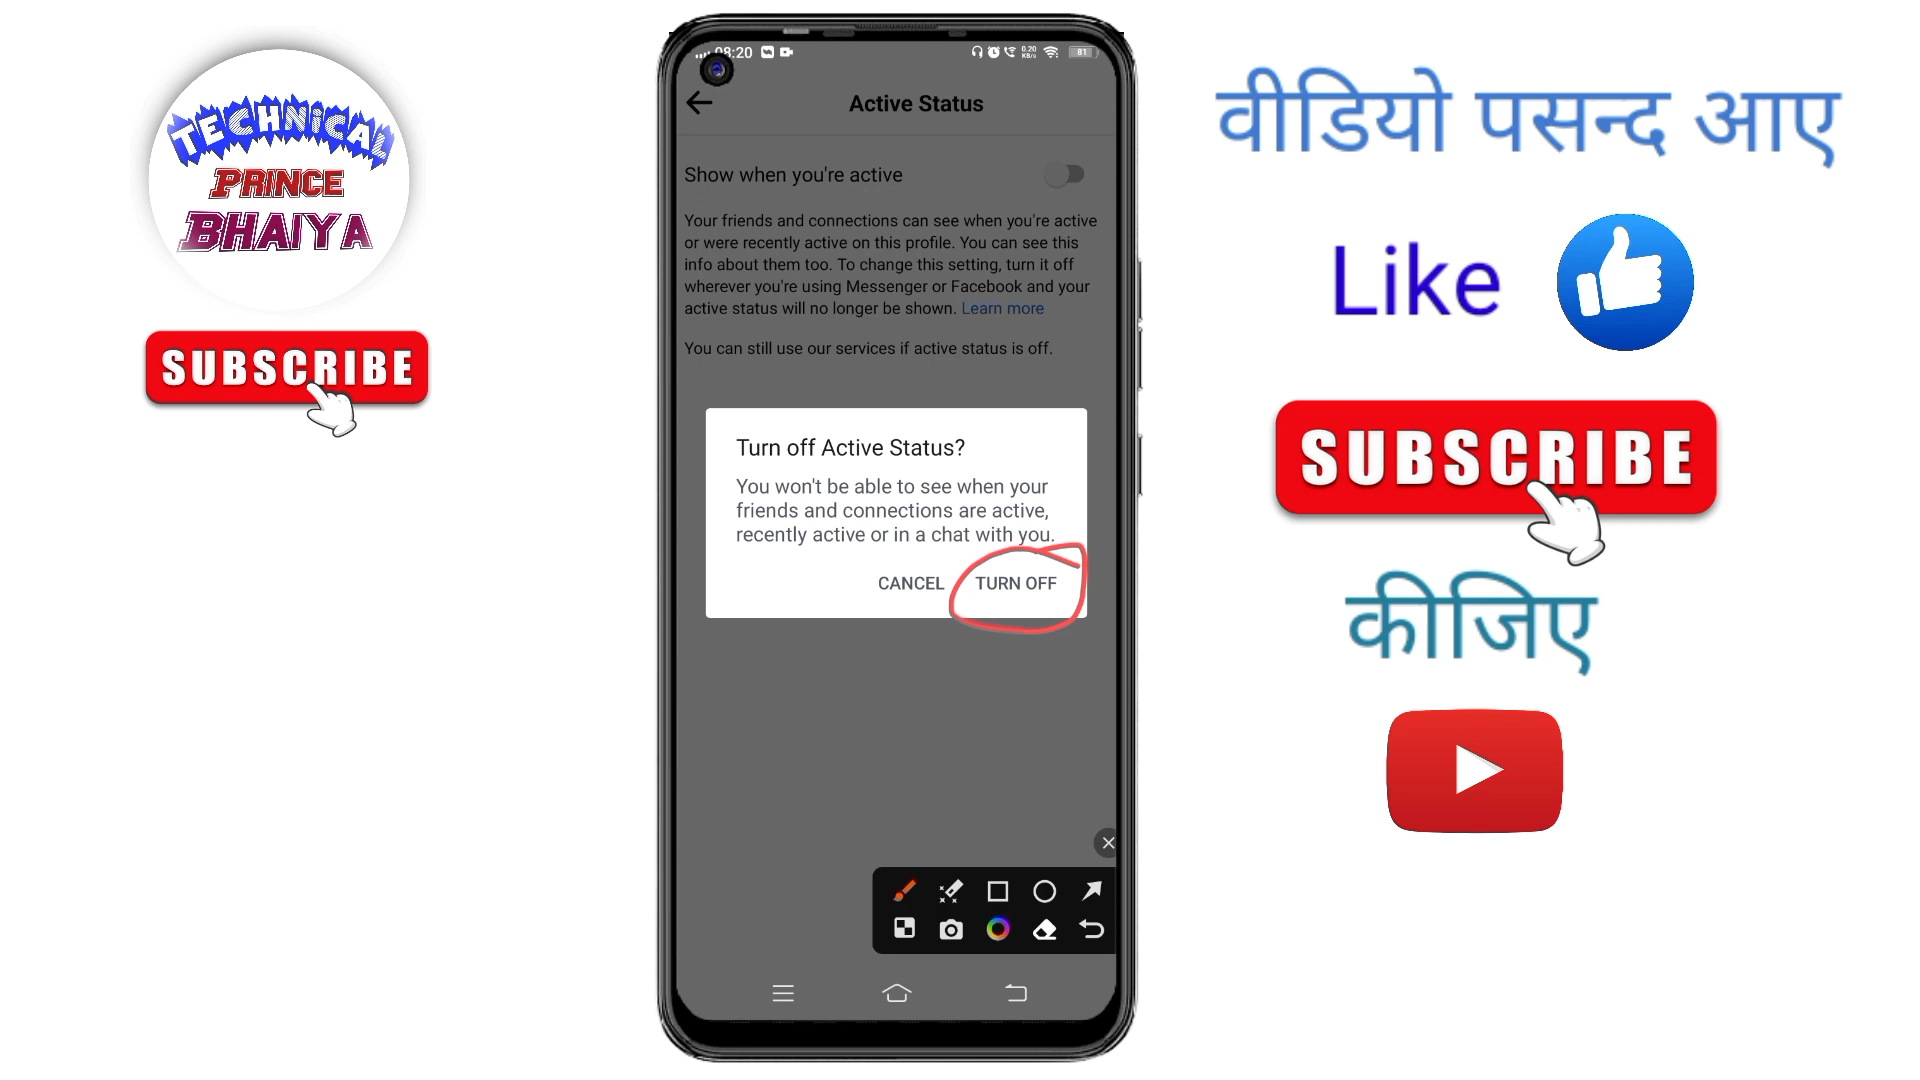 TECHNICAL
PRINCE
BHAIYA
SUBSCRIBE
08:20
0.20
KB/s
81
Active Status
Show when you're active
Your friends and connections can see when you're active
or were recently active on this profile. You can see this
info about them too. To change this setting, turn it off
wherever you're using Messenger or Facebook and your
active status will no longer be shown. Learn more
You can still use our services if active status is off.
Turn off Active Status?
You won't be able to see when your
friends and connections are active,
recently active or in a chat with you.
CANCEL TURN OFF
वीडियो पसन्द आए
Like
SUBSCRIBE
कीजिए